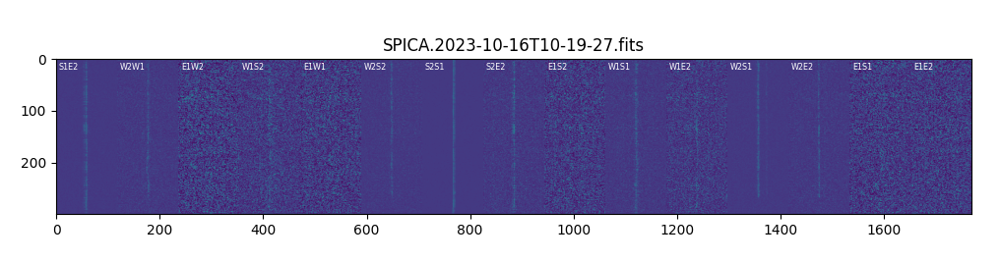 SPICA.2023-10-16T10-19-27.fits
S1E2 W2W1 E1W2 W1S2 E1W1 W2S2 S2S1 S2E2 E1S2 W1S1 W1E2 W2S1 W2E2 E1S1 E1E2
0
100
200
0 200 400 600 800 1000 1200 1400 1600